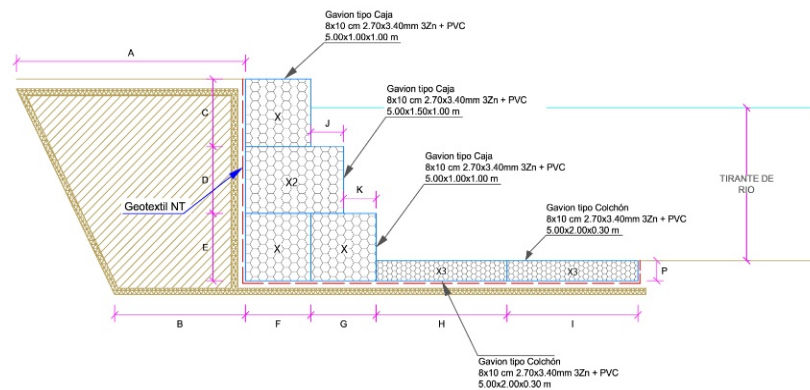 Gavion tipo Caja
8x10 cm 2.70x3.40mm 3Zn + PVC
5.00x1.00x1.00 m
A
Gavion tipo Caja
8x10 cm 2.70x3.40mm 3Zn + PVC
5.00x1.50x1.00 m
C
X
J
Gavion tipo Caja
8x10 cm 2.70x3.40mm 3Zn + PVC
5.00x1.00x1.00 m
D
X2
K
TIRANTE DE
RIO
Geotextil NT
Gavion tipo Colchón
8x10 cm 2.70x3.40mm 3Zn + PVC
5.00x2.00x0.30 m
E
X
X
X3
X3
P
B
F
G
H
I
Gavion tipo Colchón
8x10 cm 2.70x3.40mm 3Zn + PVC
5.00x2.00x0.30 m